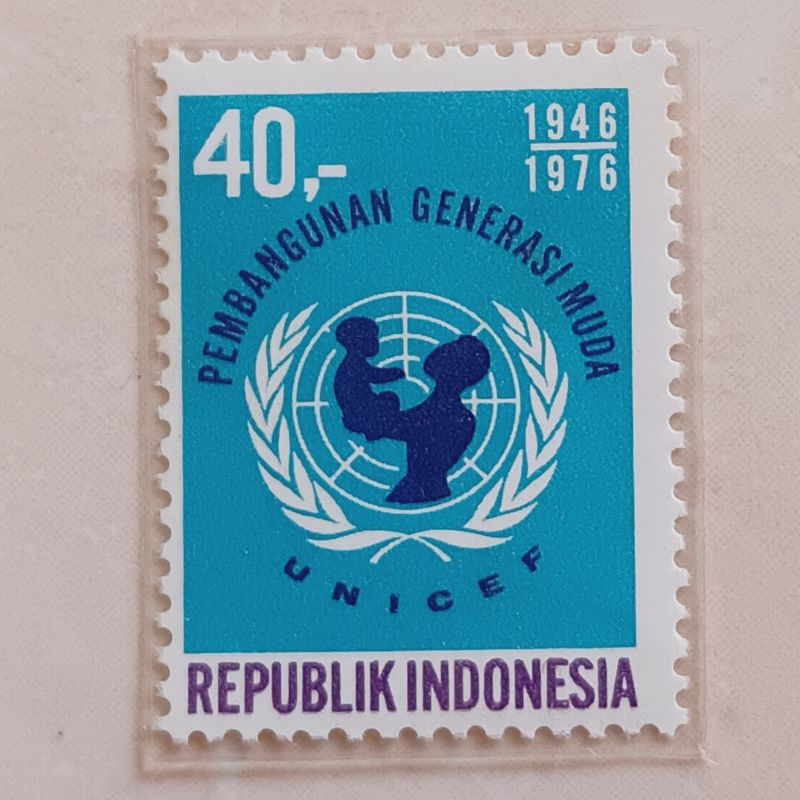 40,-
1946
1976
PEMBANGUNAN GENERASI MUDA
UNICEF
REPUBLIK INDONESIA